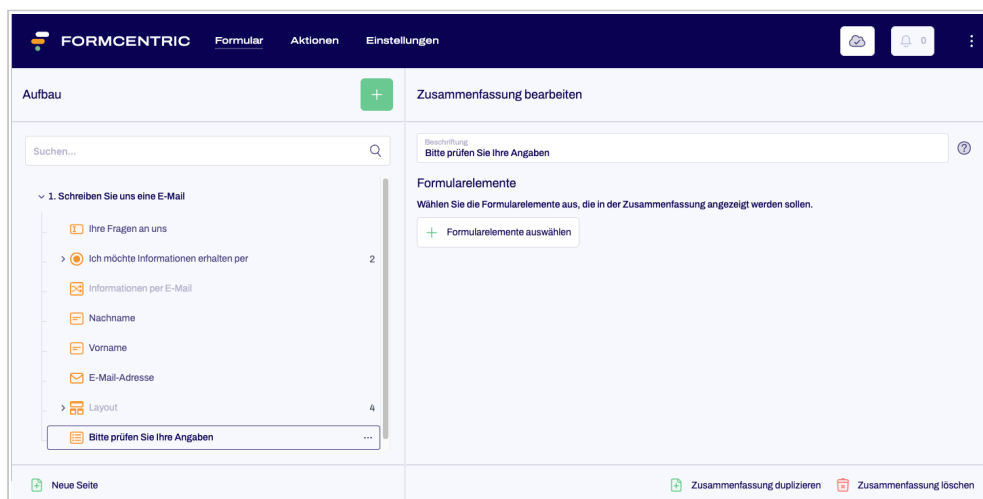 FORMCENTRIC Formular Aktionen Einstellungen 0
Aufbau
Suchen...
1. Schreiben Sie uns eine E-Mail
Ihre Fragen an uns
Ich möchte Informationen erhalten per 2
Informationen per E-Mail
Nachname
Vorname
E-Mail-Adresse
Layout 4
Bitte prüfen Sie Ihre Angaben ...
Neue Seite
Zusammenfassung bearbeiten
Beschriftung
Bitte prüfen Sie Ihre Angaben
Formularelemente
Wählen Sie die Formularelemente aus, die in der Zusammenfassung angezeigt werden sollen.
Formularelemente auswählen
Zusammenfassung duplizieren Zusammenfassung löschen